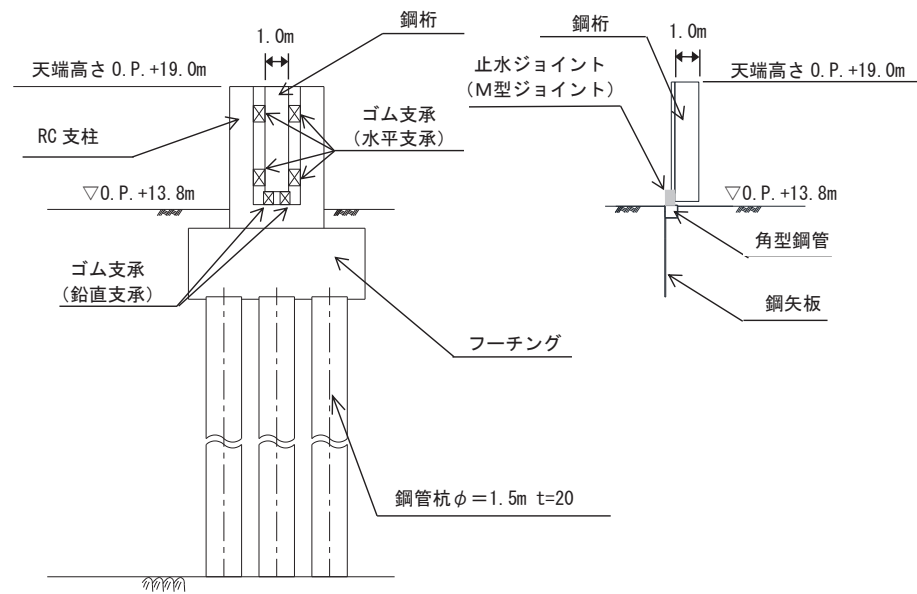 鋼桁
1.0m
天端高さ O.P.+19.0m
RC 支柱
ゴム支承
(水平支承)
▽O.P.+13.8m
ゴム支承
(鉛直支承)
フーチング
鋼管杭φ＝1.5m t=20
鋼桁
1.0m
止水ジョイント
(M型ジョイント)
天端高さ O.P.+19.0m
▽O.P.+13.8m
角型鋼管
鋼矢板